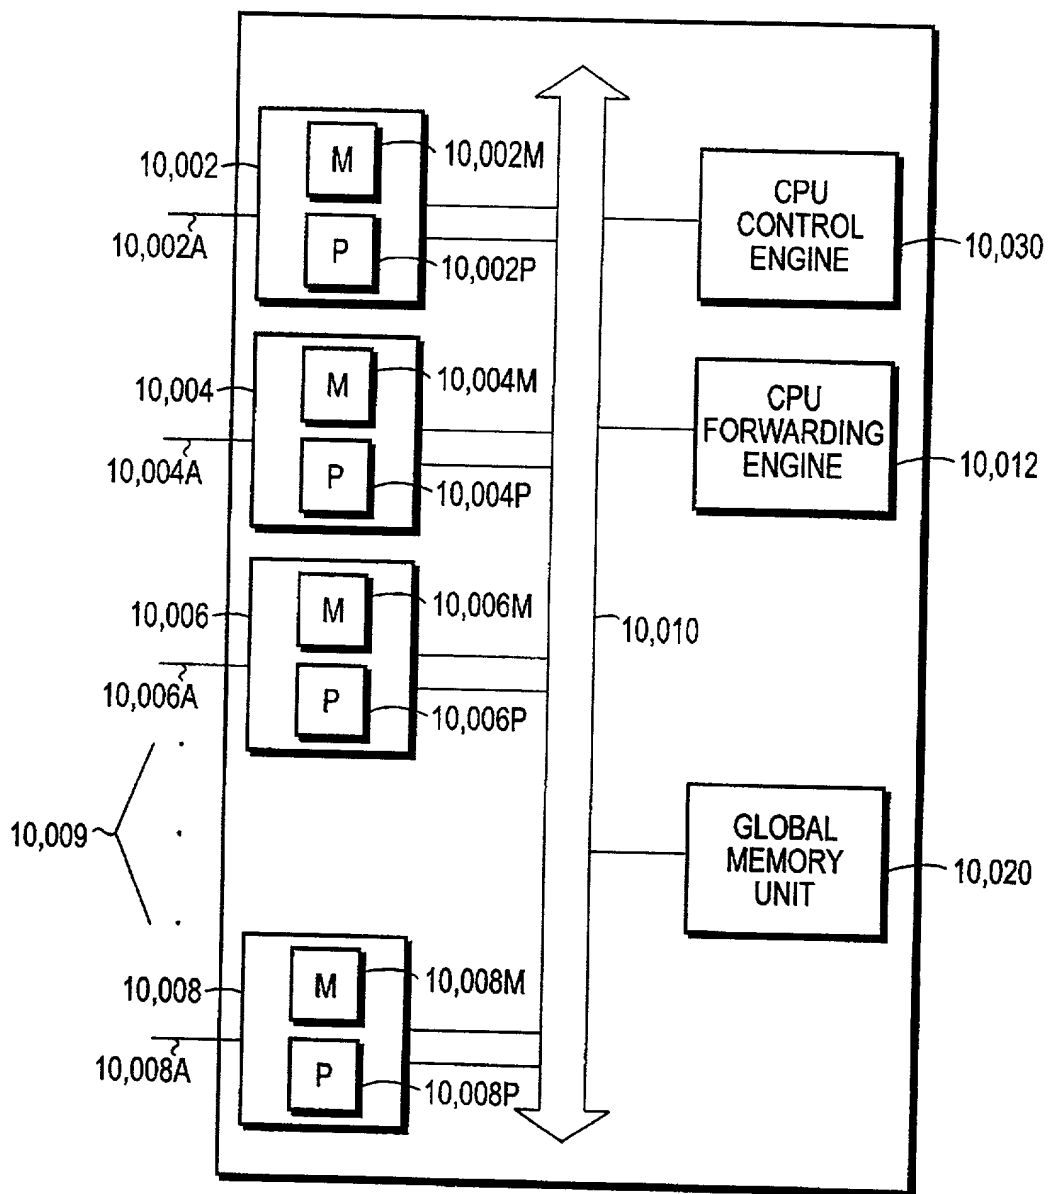 10,002
M
10,002M
10,002A
P
10,002P
CPU
CONTROL
ENGINE
10,030
10,004
M
10,004M
10,004A
P
10,004P
CPU
FORWARDING
ENGINE
10,012
10,006
M
10,006M
10,006A
P
10,006P
10,010
10,009
GLOBAL
MEMORY
UNIT
10,020
10,008
M
10,008M
10,008A
P
10,008P